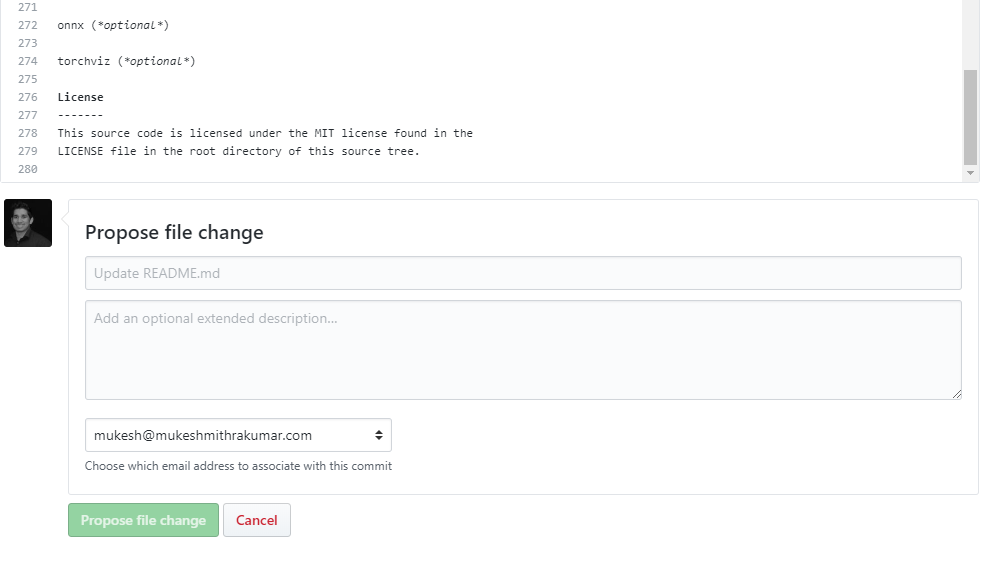 271
272 onnx (*optional*)
273
274 torchviz (*optional*)
275
276 License
277 -------
278 This source code is licensed under the MIT license found in the
279 LICENSE file in the root directory of this source tree.
280
Propose file change
Update README.md
Add an optional extended description...
mukesh@mukeshmithrakumar.com
Choose which email address to associate with this commit
Propose file change Cancel